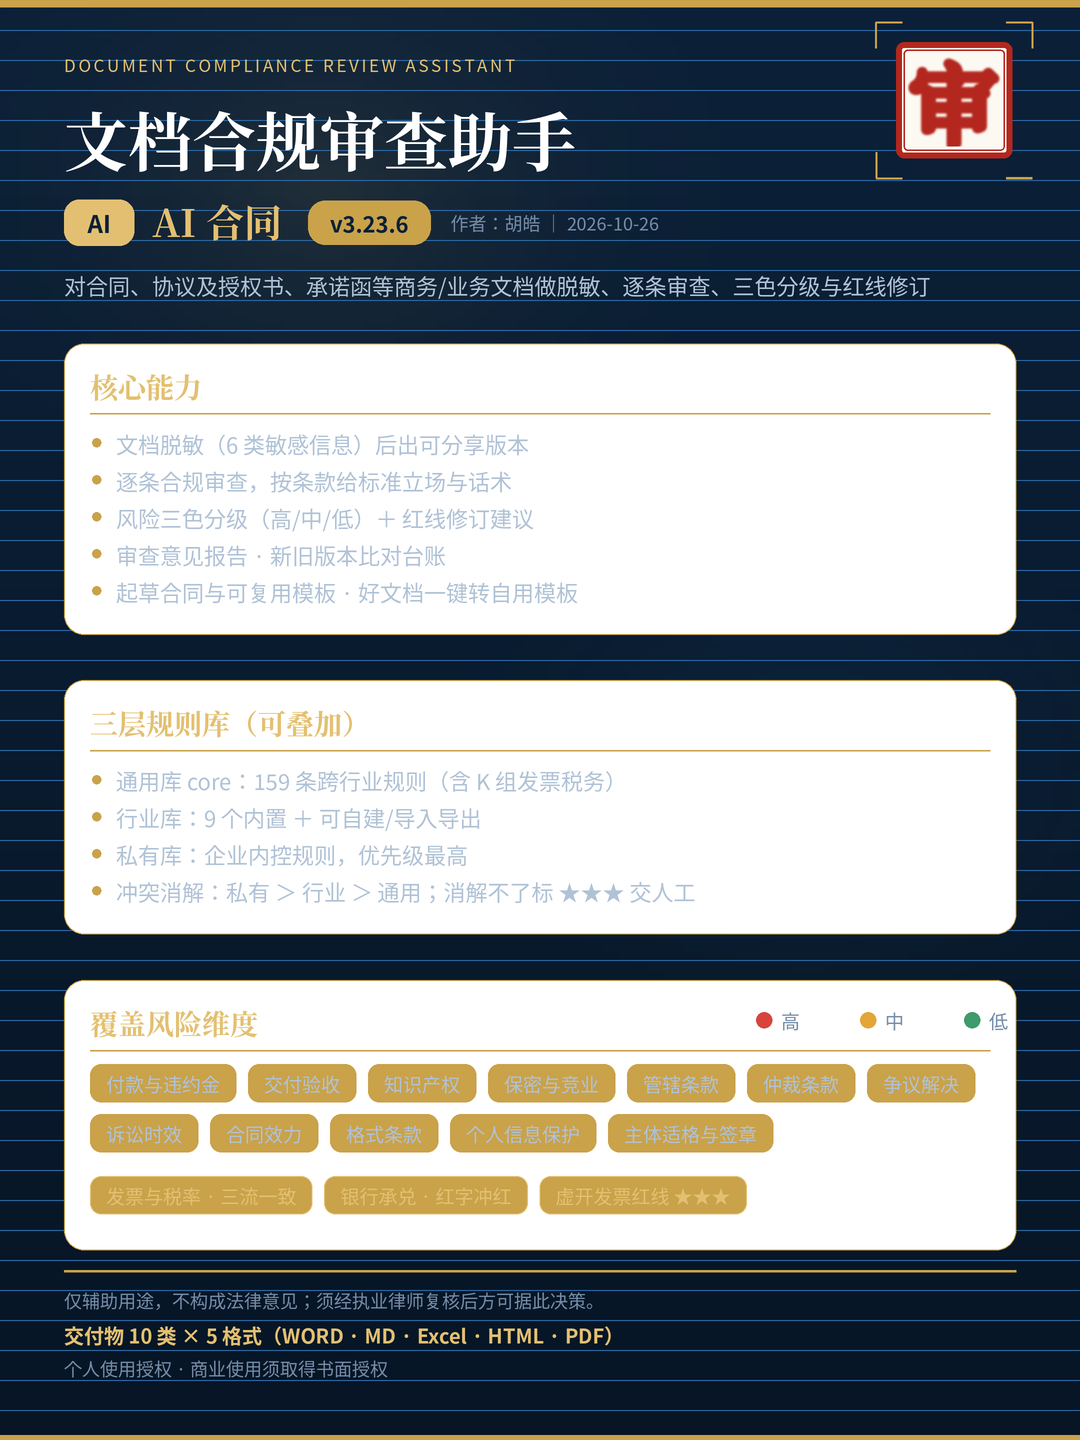 DOCUMENT COMPLIANCE REVIEW ASSISTANT
审
文档合规审查助手
AI AI 合同 v3.23.6 作者：胡皓 | 2026-10-26
对合同、协议及授权书、承诺函等商务/业务文档做脱敏、逐条审查、三色分级与红线修订
核心能力
文档脱敏（6 类敏感信息）后出可分享版本
逐条合规审查，按条款给标准立场与话术
风险三色分级（高/中/低）＋ 红线修订建议
审查意见报告 · 新旧版本比对台账
起草合同与可复用模板 · 好文档一键转自用模板
三层规则库（可叠加）
通用库 core：159 条跨行业规则（含 K 组发票税务）
行业库：9 个内置 ＋ 可自建/导入导出
私有库：企业内控规则，优先级最高
冲突消解：私有 ＞ 行业 ＞ 通用；消解不了标 ★★★ 交人工
覆盖风险维度 高 中 低
付款与违约金 交付验收 知识产权 保密与竞业 管辖条款 仲裁条款 争议解决
诉讼时效 合同效力 格式条款 个人信息保护 主体适格与签章
发票与税率 · 三流一致 银行承兑 · 红字冲红 虚开发票红线 ★★★
仅辅助用途，不构成法律意见；须经执业律师复核后方可据此决策。
交付物 10 类 × 5 格式（WORD · MD · Excel · HTML · PDF）
个人使用授权 · 商业使用须取得书面授权